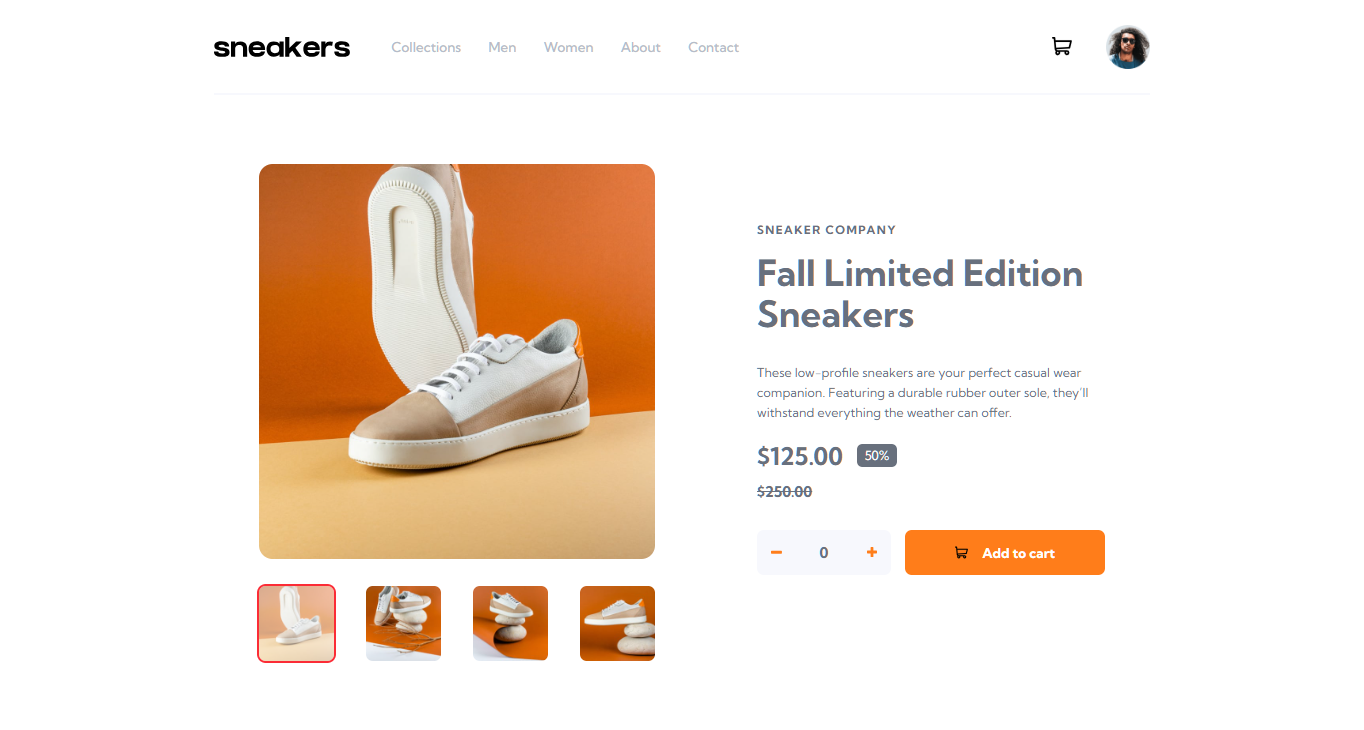 sneakers Collections Men Women About Contact
SNEAKER COMPANY
Fall Limited Edition
Sneakers
These low-profile sneakers are your perfect casual wear
companion. Featuring a durable rubber outer sole, they'll
withstand everything the weather can offer.
$125.00 50%
$250.00
0 Add to cart